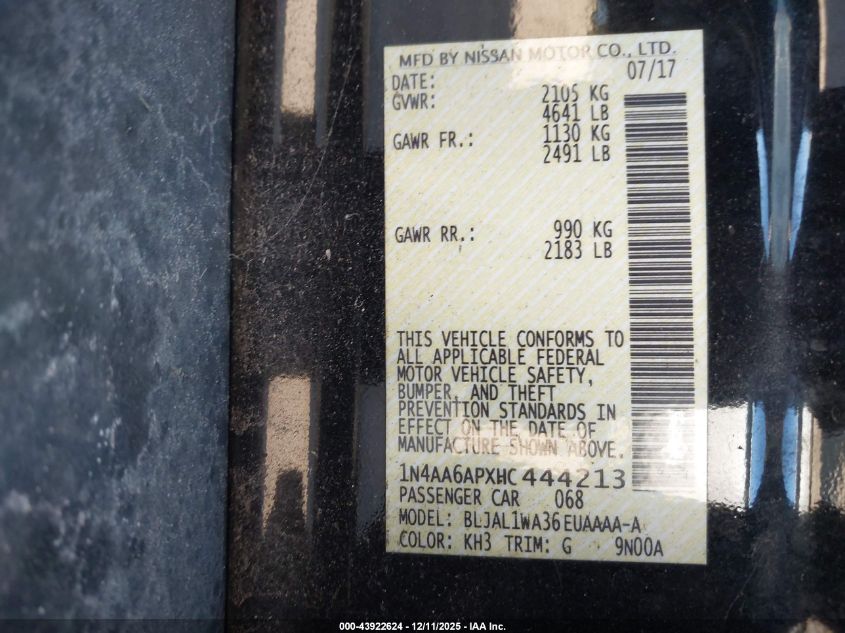 MFD BY NISSAN MOTOR CO., LTD.
DATE: 07/17
GVWR: 2105 KG
4641 LB
GAWR FR.: 1130 KG
2491 LB
GAWR RR.: 990 KG
2183 LB
THIS VEHICLE CONFORMS TO
ALL APPLICABLE FEDERAL
MOTOR VEHICLE SAFETY,
BUMPER, AND THEFT
PREVENTION STANDARDS IN
EFFECT ON THE DATE OF
MANUFACTURE SHOWN ABOVE.
1N4AA6APXHC444213
PASSENGER CAR 068
MODEL: BLJAL1WA36EUAAAA-A
COLOR: KH3 TRIM: G 9N00A
000-43922624 - 12/11/2025 - IAA Inc.